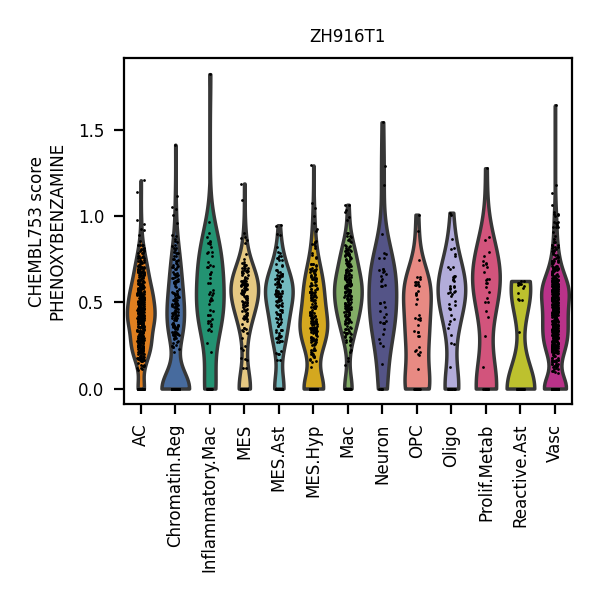 ZH916T1
CHEMBL753 score
PHENOXYBENZAMINE
1.5
1.0
0.5
0.0
AC
Chromatin.Reg
Inflammatory.Mac
MES
MES.Ast
MES.Hyp
Mac
Neuron
OPC
Oligo
Prolif.Metab
Reactive.Ast
Vasc